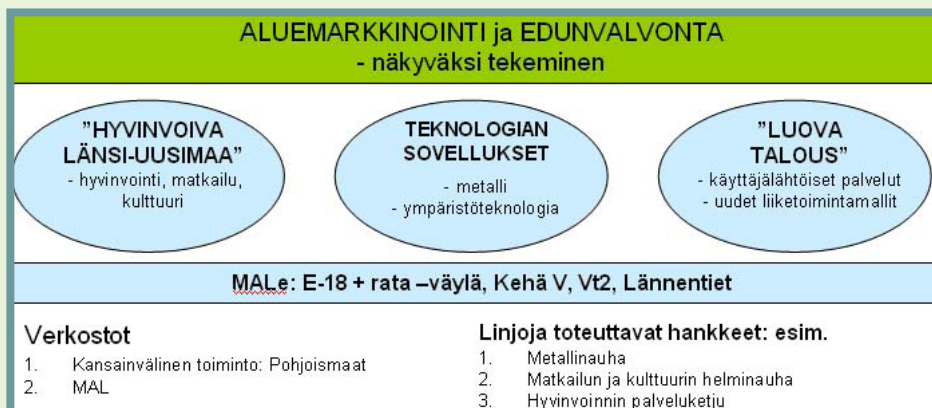 ALUEMARKKINOINTI ja EDUNVALVONTA
- näkyväksi tekeminen
"HYVINVOIVA
LÄNSI-UUSIMAA"
- hyvinvointi, matkailu,
kulttuuri
TEKNOLOGIAN
SOVELLUKSET
- metalli
- ympäristöteknologia
"LUOVA
TALOUS"
- käyttäjälähtöiset palvelut
- uudet liiketoimintamallit
MALe: E-18 + rata –väylä, Kehä V, Vt2, Lännentiet
Verkostot
1. Kansainvälinen toiminto: Pohjoismaat
2. MAL
Linjoja toteuttavat hankkeet: esim.
1. Metallinauha
2. Matkailun ja kulttuurin helminauha
3. Hyvinvoinnin palveluketju